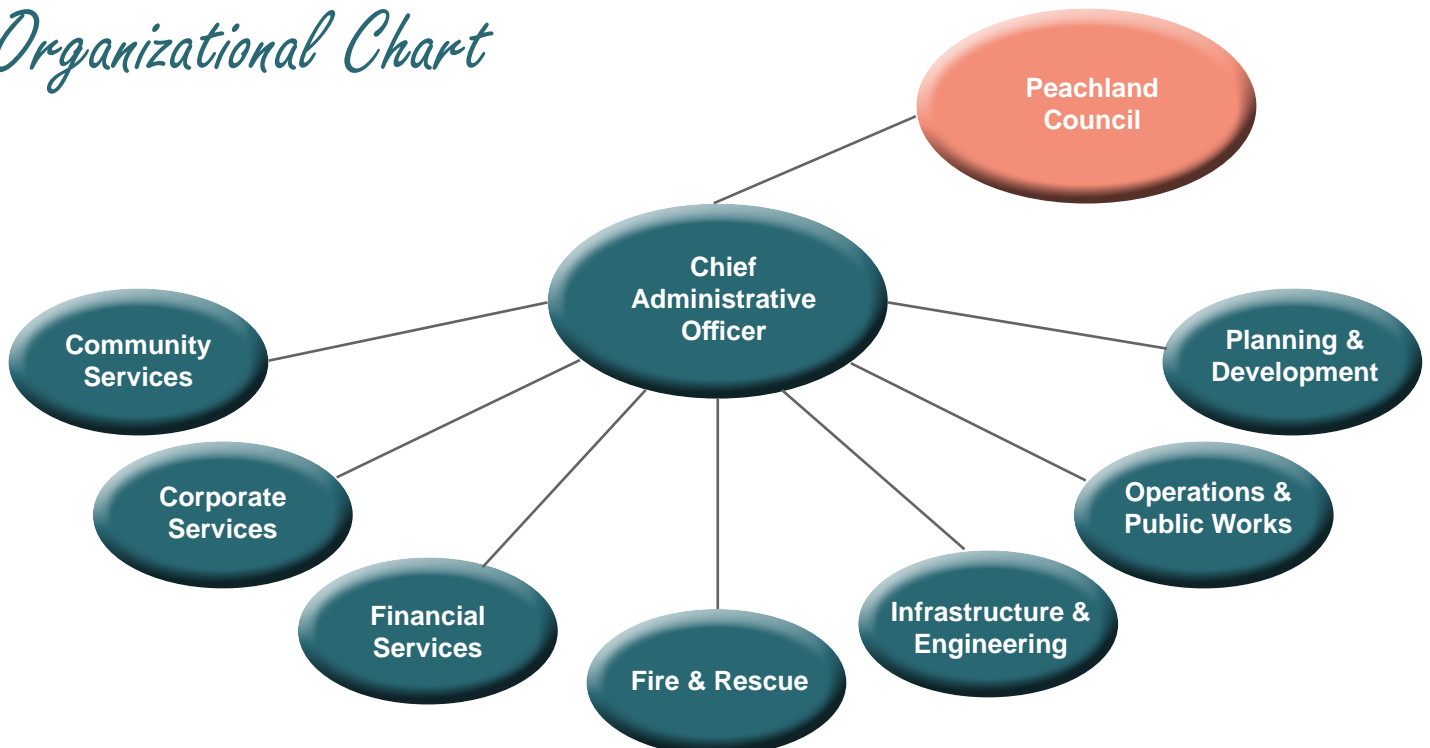 Organizational Chart
Peachland
Council
Chief
Administrative
Officer
Community
Services
Planning &
Development
Corporate
Services
Operations &
Public Works
Financial
Services
Infrastructure &
Engineering
Fire & Rescue